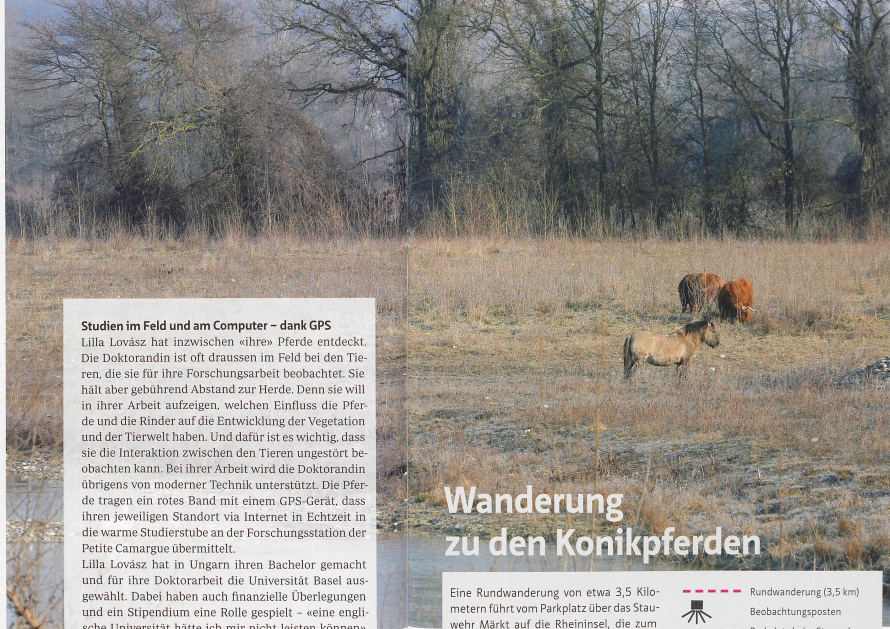 Studien im Feld und am Computer – dank GPS
Lilla Lovász hat inzwischen «ihre» Pferde entdeckt.
Die Doktorandin ist oft draussen im Feld bei den Tie-
ren, die sie für ihre Forschungsarbeit beobachtet. Sie
hält aber gebührend Abstand zur Herde. Denn sie will
in ihrer Arbeit aufzeigen, welchen Einfluss die Pfer-
de und die Rinder auf die Entwicklung der Vegetation
und der Tierwelt haben. Und dafür ist es wichtig, dass
sie die Interaktion zwischen den Tieren ungestört be-
obachten kann. Bei ihrer Arbeit wird die Doktorandin
übrigens von moderner Technik unterstützt. Die Pfer-
de tragen ein rotes Band mit einem GPS-Gerät, dass
ihren jeweiligen Standort via Internet in Echtzeit in
die warme Studierstube an der Forschungsstation der
Petite Camargue übermittelt.
Lilla Lovász hat in Ungarn ihren Bachelor gemacht
und für ihre Doktorarbeit die Universität Basel aus-
gewählt. Dabei haben auch finanzielle Überlegungen
und ein Stipendium eine Rolle gespielt – «eine engli-
sche Universität hätte ich mir nicht leisten können»
Wanderung
zu den Konikpferden
Eine Rundwanderung von etwa 3,5 Kilo-
metern führt vom Parkplatz über das Stau-
wehr Märkt auf die Rheininsel, die zum
Rundwanderung (3,5 km)
Beobachtungsposten